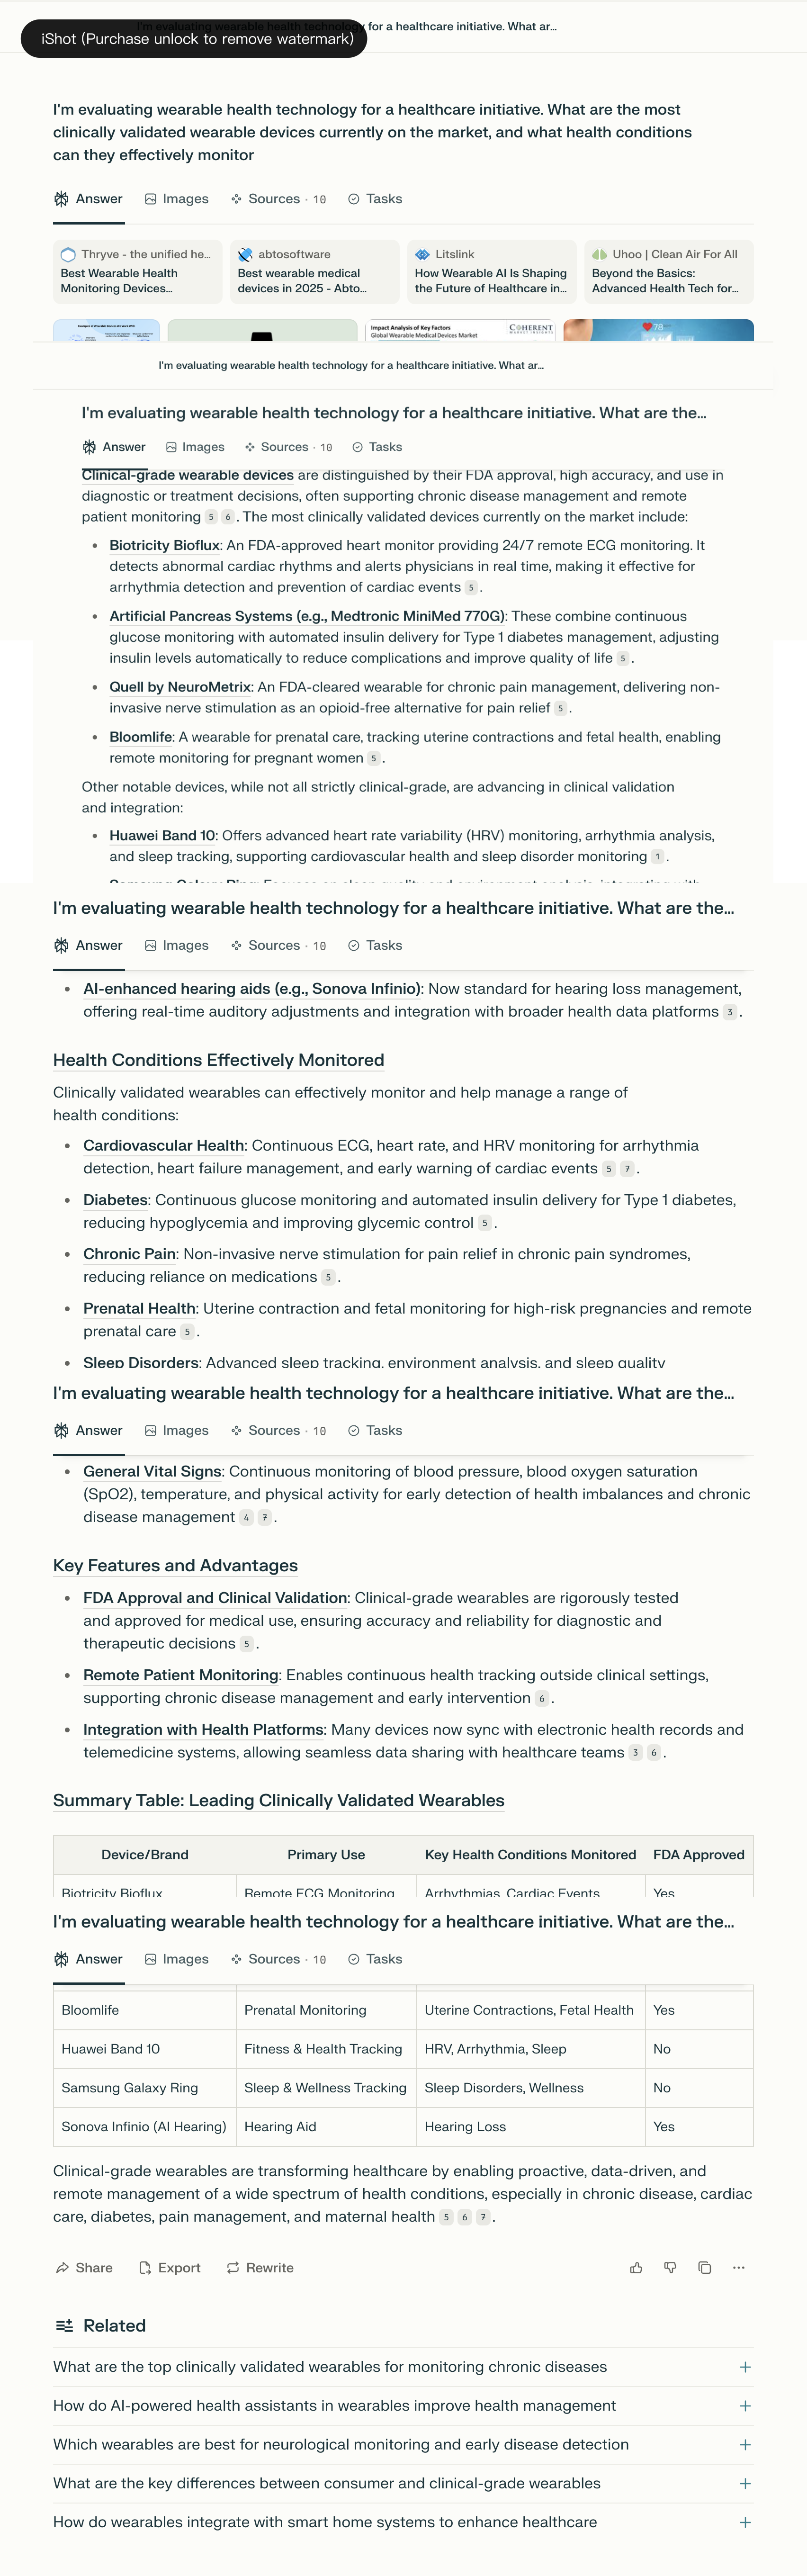 I'm evaluating wearable health technology for a healthcare initiative. What ar...
iShot (Purchase unlock to remove watermark)
I'm evaluating wearable health technology for a healthcare initiative. What are the most
clinically validated wearable devices currently on the market, and what health conditions
can they effectively monitor
Answer Images Sources · 10 Tasks
Thryve - the unified he...
Best Wearable Health
Monitoring Devices...
abtosoftware
Best wearable medical
devices in 2025 - Abto...
Litslink
How Wearable AI Is Shaping
the Future of Healthcare in...
Uhoo | Clean Air For All
Beyond the Basics:
Advanced Health Tech for...
Impact Analysis of Key Factors
Global Wearable Medical Devices Market
COHERENT
78
I'm evaluating wearable health technology for a healthcare initiative. What ar...
I'm evaluating wearable health technology for a healthcare initiative. What are the...
Answer Images Sources · 10 Tasks
Clinical-grade wearable devices are distinguished by their FDA approval, high accuracy, and use in
diagnostic or treatment decisions, often supporting chronic disease management and remote
patient monitoring 5 6 . The most clinically validated devices currently on the market include:
• Biotricity Bioflux: An FDA-approved heart monitor providing 24/7 remote ECG monitoring. It
detects abnormal cardiac rhythms and alerts physicians in real time, making it effective for
arrhythmia detection and prevention of cardiac events 5 .
• Artificial Pancreas Systems (e.g., Medtronic MiniMed 770G): These combine continuous
glucose monitoring with automated insulin delivery for Type 1 diabetes management, adjusting
insulin levels automatically to reduce complications and improve quality of life 5 .
• Quell by NeuroMetrix: An FDA-cleared wearable for chronic pain management, delivering non-
invasive nerve stimulation as an opioid-free alternative for pain relief 5 .
• Bloomlife: A wearable for prenatal care, tracking uterine contractions and fetal health, enabling
remote monitoring for pregnant women 5 .
Other notable devices, while not all strictly clinical-grade, are advancing in clinical validation
and integration:
• Huawei Band 10: Offers advanced heart rate variability (HRV) monitoring, arrhythmia analysis,
and sleep tracking, supporting cardiovascular health and sleep disorder monitoring 1 .
I'm evaluating wearable health technology for a healthcare initiative. What are the...
Answer Images Sources · 10 Tasks
• AI-enhanced hearing aids (e.g., Sonova Infinio): Now standard for hearing loss management,
offering real-time auditory adjustments and integration with broader health data platforms 3 .
Health Conditions Effectively Monitored
Clinically validated wearables can effectively monitor and help manage a range of
health conditions:
• Cardiovascular Health: Continuous ECG, heart rate, and HRV monitoring for arrhythmia
detection, heart failure management, and early warning of cardiac events 5 7 .
• Diabetes: Continuous glucose monitoring and automated insulin delivery for Type 1 diabetes,
reducing hypoglycemia and improving glycemic control 5 .
• Chronic Pain: Non-invasive nerve stimulation for pain relief in chronic pain syndromes,
reducing reliance on medications 5 .
• Prenatal Health: Uterine contraction and fetal monitoring for high-risk pregnancies and remote
prenatal care 5 .
• Sleep Disorders: Advanced sleep tracking, environment analysis, and sleep quality
I'm evaluating wearable health technology for a healthcare initiative. What are the...
Answer Images Sources · 10 Tasks
• General Vital Signs: Continuous monitoring of blood pressure, blood oxygen saturation
(SpO2), temperature, and physical activity for early detection of health imbalances and chronic
disease management 4 7 .
Key Features and Advantages
• FDA Approval and Clinical Validation: Clinical-grade wearables are rigorously tested
and approved for medical use, ensuring accuracy and reliability for diagnostic and
therapeutic decisions 5 .
• Remote Patient Monitoring: Enables continuous health tracking outside clinical settings,
supporting chronic disease management and early intervention 6 .
• Integration with Health Platforms: Many devices now sync with electronic health records and
telemedicine systems, allowing seamless data sharing with healthcare teams 3 6 .
Summary Table: Leading Clinically Validated Wearables
Device/Brand Primary Use Key Health Conditions Monitored FDA Approved
Biotricity Bioflux Remote ECG Monitoring Arrhythmias, Cardiac Events Yes
I'm evaluating wearable health technology for a healthcare initiative. What are the...
Answer Images Sources · 10 Tasks
Bloomlife Prenatal Monitoring Uterine Contractions, Fetal Health Yes
Huawei Band 10 Fitness & Health Tracking HRV, Arrhythmia, Sleep No
Samsung Galaxy Ring Sleep & Wellness Tracking Sleep Disorders, Wellness No
Sonova Infinio (AI Hearing) Hearing Aid Hearing Loss Yes
Clinical-grade wearables are transforming healthcare by enabling proactive, data-driven, and
remote management of a wide spectrum of health conditions, especially in chronic disease, cardiac
care, diabetes, pain management, and maternal health 5 6 7 .
Share Export Rewrite
Related
What are the top clinically validated wearables for monitoring chronic diseases
How do AI-powered health assistants in wearables improve health management
Which wearables are best for neurological monitoring and early disease detection
What are the key differences between consumer and clinical-grade wearables
How do wearables integrate with smart home systems to enhance healthcare